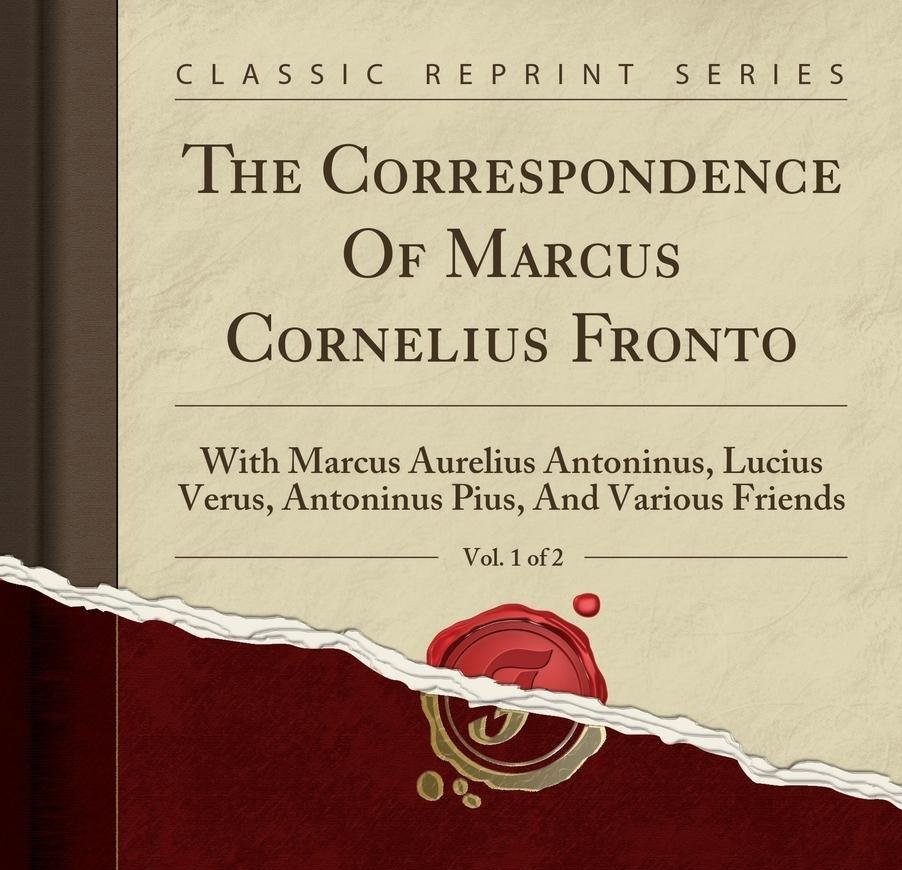 CLASSIC REPRINT SERIES
The Correspondence
Of Marcus
Cornelius Fronto
With Marcus Aurelius Antoninus, Lucius
Verus, Antoninus Pius, And Various Friends
Vol. 1 of 2